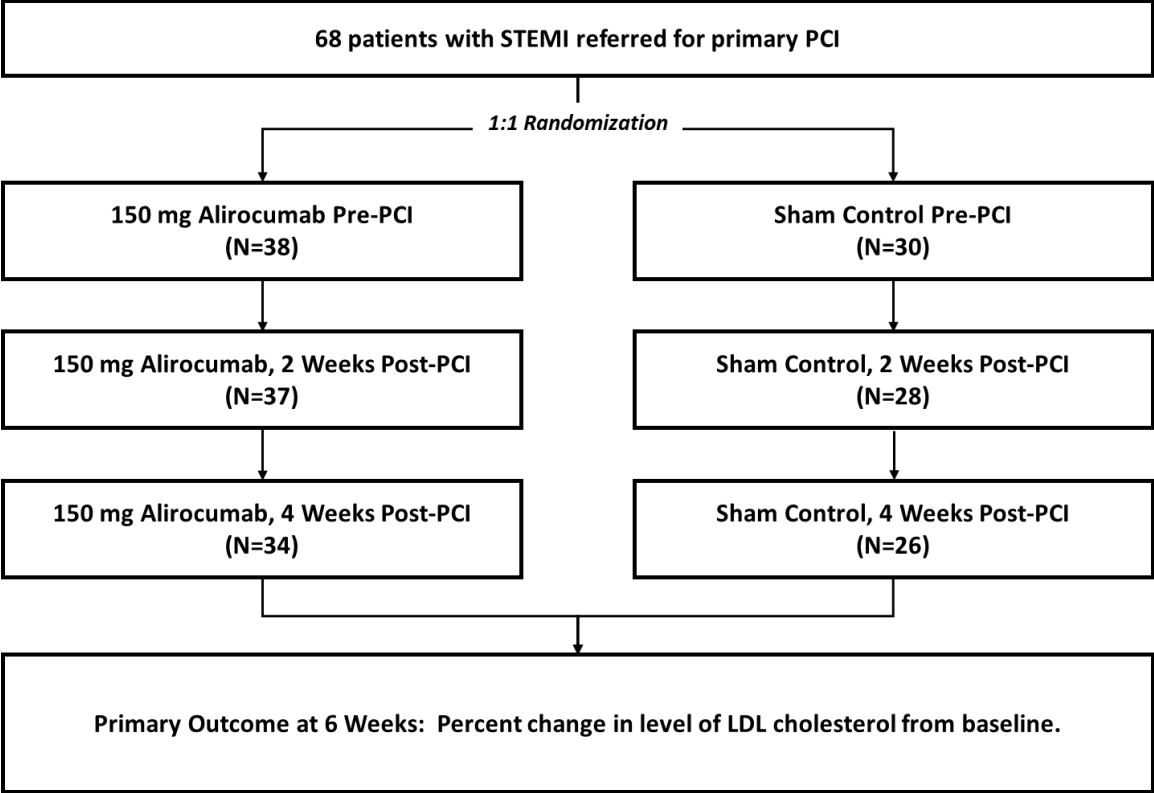 68 patients with STEMI referred for primary PCI
1:1 Randomization
150 mg Alirocumab Pre-PCI
(N=38)
Sham Control Pre-PCI
(N=30)
150 mg Alirocumab, 2 Weeks Post-PCI
(N=37)
Sham Control, 2 Weeks Post-PCI
(N=28)
150 mg Alirocumab, 4 Weeks Post-PCI
(N=34)
Sham Control, 4 Weeks Post-PCI
(N=26)
Primary Outcome at 6 Weeks:  Percent change in level of LDL cholesterol from baseline.